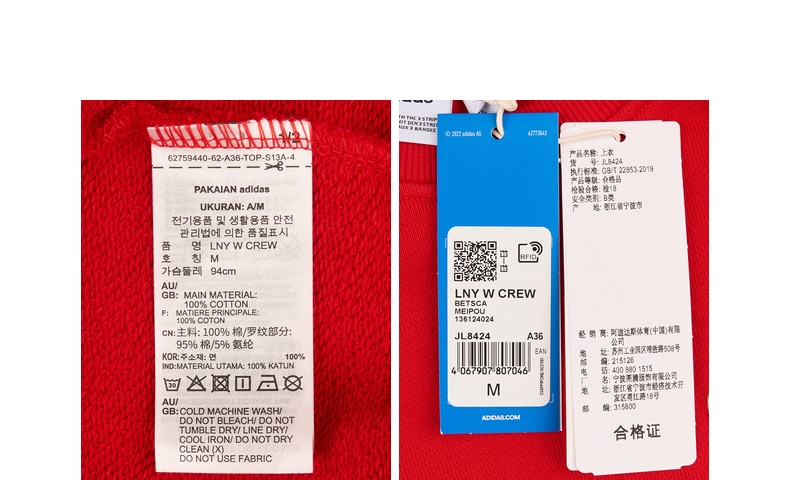 62759440-62-A36-TOP-S13A-4
PAKAIAN adidas
UKURAN: A/M
전기용품 및 생활용품 안전
관리법에 의한 품질표시
품 명 LNY W CREW
호 칭 M
가슴둘레 94cm
AU/
GB: MAIN MATERIAL:
100% COTTON
F: MATIERE PRINCIPALE:
100% COTON
CN: 主料: 100% 棉/罗纹部分:
95% 棉/5% 氨纶
KOR: 주소재: 면 100%
IND: MATERIAL UTAMA: 100% KATUN
AU/
GB: COLD MACHINE WASH/
DO NOT BLEACH/ DO NOT
TUMBLE DRY/ LINE DRY/
COOL IRON/ DO NOT DRY
CLEAN (X)
DO NOT USE FABRIC
© 2022 adidas AG 62773043
RFID
LNY W CREW
BETSCA
MEIPOU
136124024
JL8424 A36
EAN
4 067907 807046
M
ADIDAS.COM
产品名称: 上衣
货 号: JL8424
执行标准: GB/T 22853-2019
产品等级: 合格品
检验合格: 检18
安全类别: B类
产 地: 浙江省宁波市
经 销 商: 阿迪达斯体育(中国)有限
公司
地 址: 苏州工业园区唯胜路508号
邮 编: 215126
电 话: 400 880 1515
厂 名: 宁波甬腾服饰有限公司
地 址: 浙江省宁波市经济技术开
发区甬江路18号
邮 编: 315800
合格证